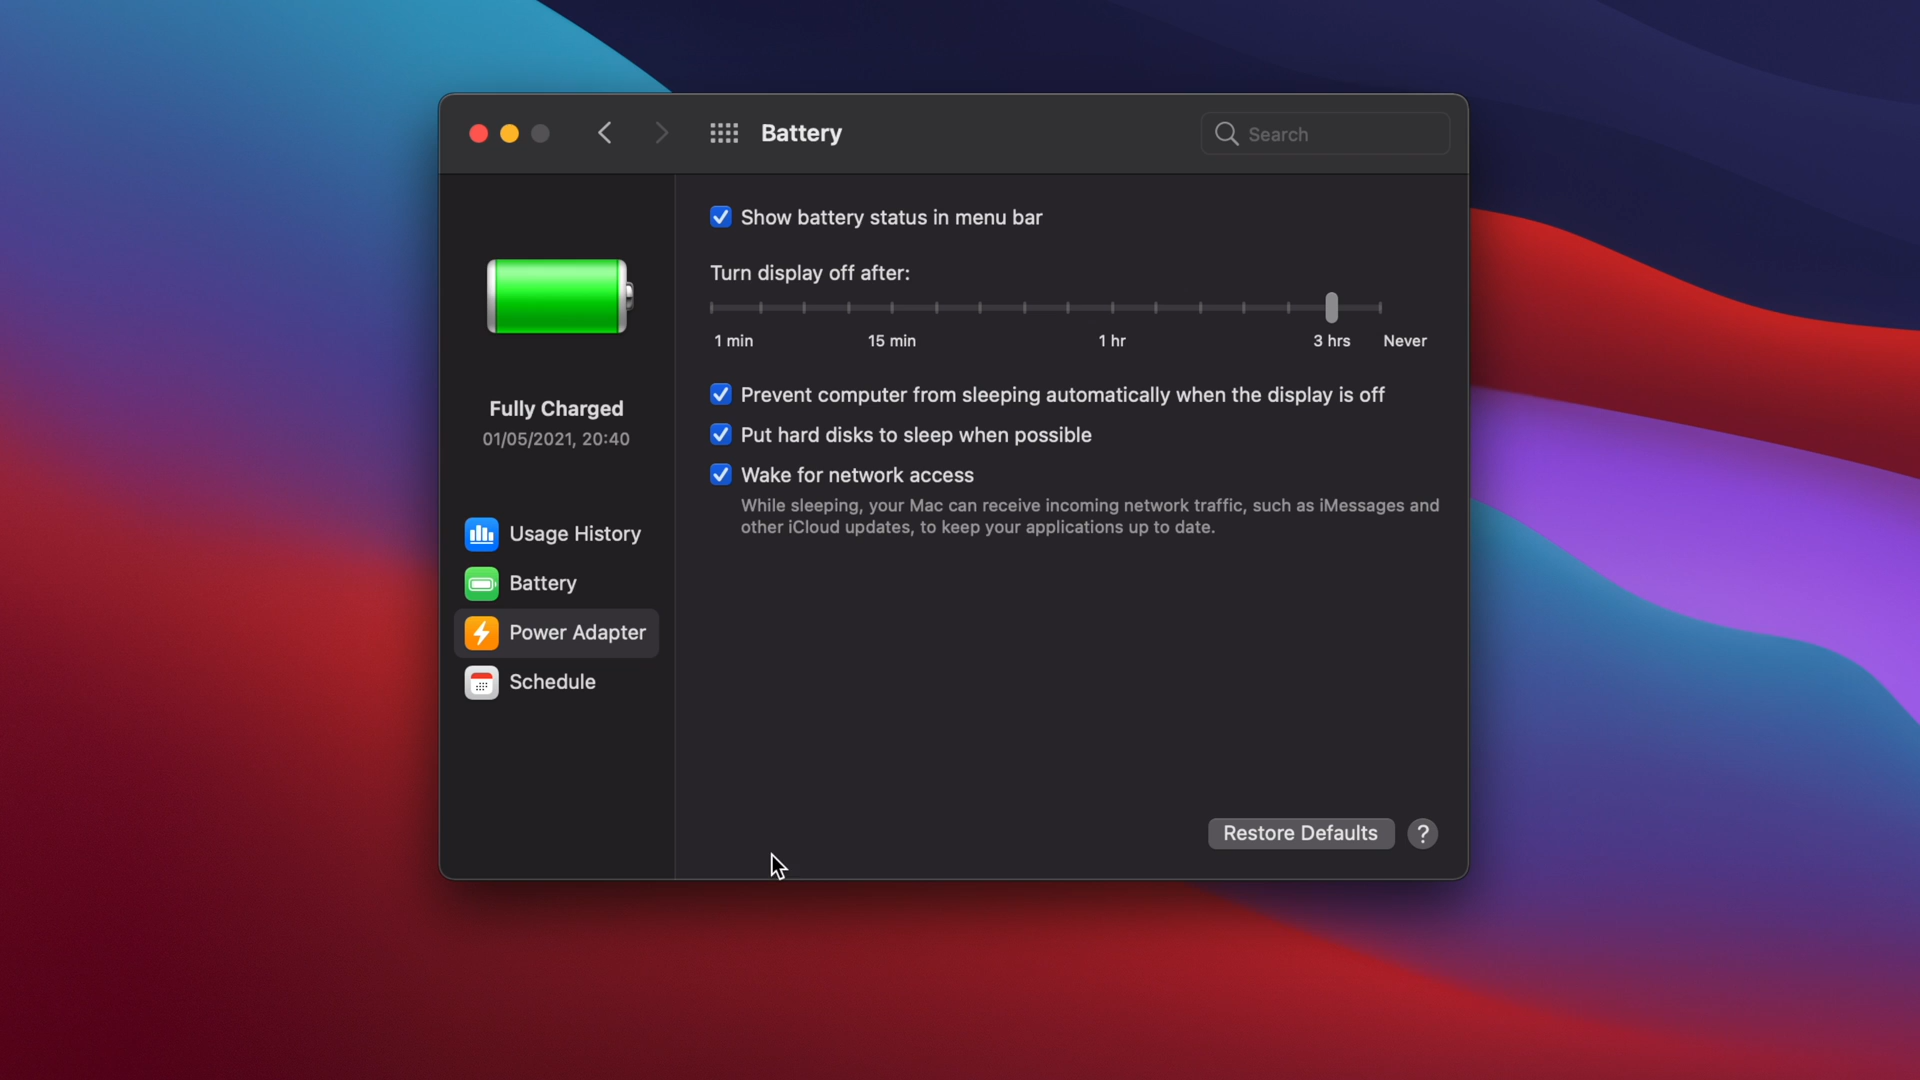 Battery
Search
Show battery status in menu bar
Turn display off after:
1 min 15 min 1 hr 3 hrs Never
Fully Charged
01/05/2021, 20:40
Prevent computer from sleeping automatically when the display is off
Put hard disks to sleep when possible
Wake for network access
While sleeping, your Mac can receive incoming network traffic, such as iMessages and
other iCloud updates, to keep your applications up to date.
Usage History
Battery
Power Adapter
Schedule
Restore Defaults ?